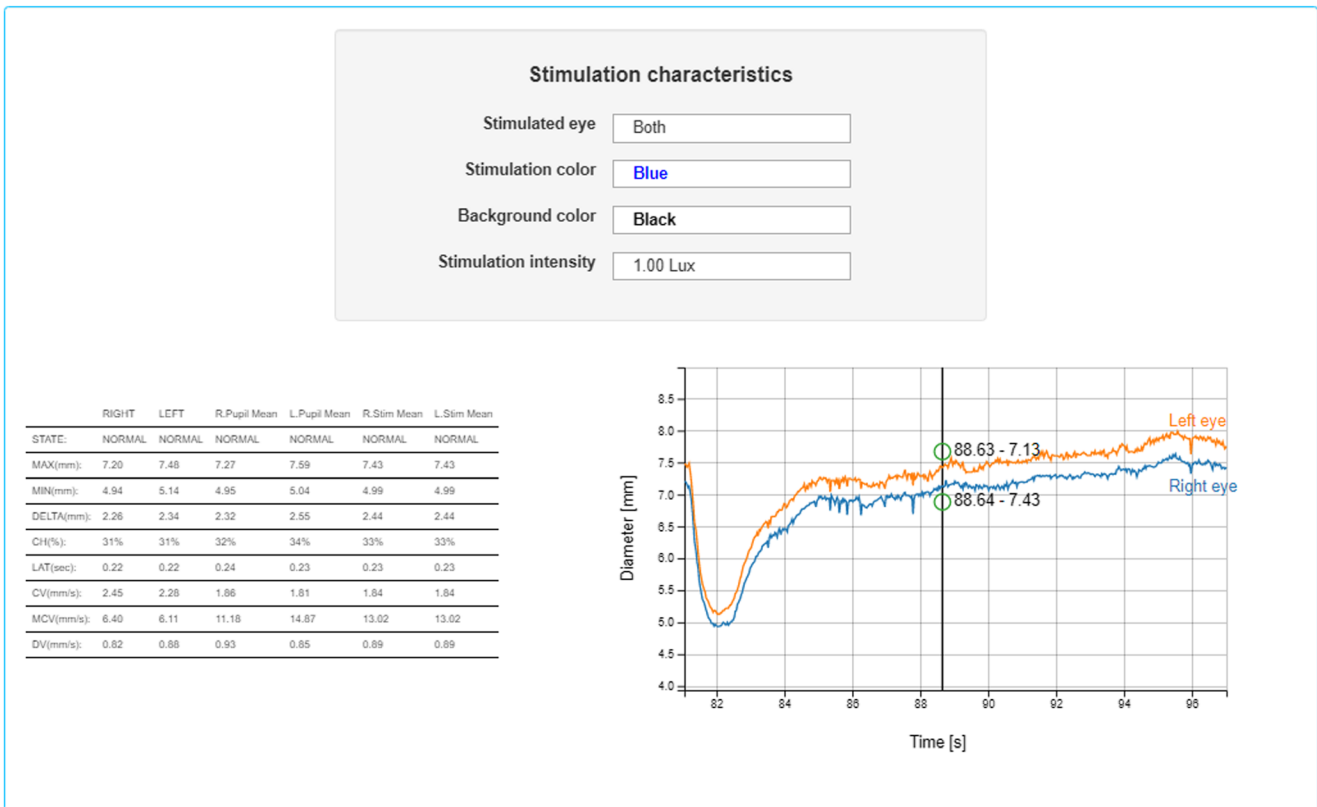 Stimulation characteristics
Stimulated eye Both
Stimulation color Blue
Background color Black
Stimulation intensity 1.00 Lux
RIGHT LEFT R.Pupil Mean L.Pupil Mean R.Stim Mean L.Stim Mean
STATE: NORMAL NORMAL NORMAL NORMAL NORMAL NORMAL
MAX(mm): 7.20 7.48 7.27 7.59 7.43 7.43
MIN(mm): 4.94 5.14 4.95 5.04 4.99 4.99
DELTA(mm): 2.26 2.34 2.32 2.55 2.44 2.44
CH(%): 31% 31% 32% 34% 33% 33%
LAT(sec): 0.22 0.22 0.24 0.23 0.23 0.23
CV(mm/s): 2.45 2.28 1.86 1.81 1.84 1.84
MCV(mm/s): 6.40 6.11 11.18 14.87 13.02 13.02
DV(mm/s): 0.82 0.88 0.93 0.85 0.89 0.89
Diameter [mm]
8.5
8.0
7.5
7.0
6.5
6.0
5.5
5.0
4.5
4.0
Left eye
88.63 - 7.13
Right eye
88.64 - 7.43
82 84 86 88 90 92 94 96
Time [s]